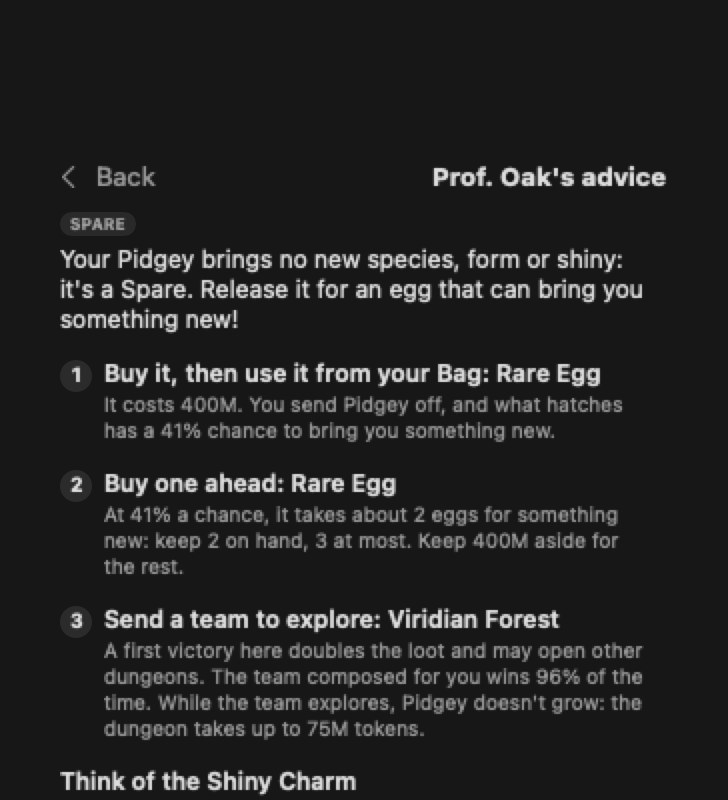 Back
Prof. Oak's advice
SPARE
Your Pidgey brings no new species, form or shiny:
it's a Spare. Release it for an egg that can bring you
something new!
1 Buy it, then use it from your Bag: Rare Egg
It costs 400M. You send Pidgey off, and what hatches
has a 41% chance to bring you something new.
2 Buy one ahead: Rare Egg
At 41% a chance, it takes about 2 eggs for something
new: keep 2 on hand, 3 at most. Keep 400M aside for
the rest.
3 Send a team to explore: Viridian Forest
A first victory here doubles the loot and may open other
dungeons. The team composed for you wins 96% of the
time. While the team explores, Pidgey doesn't grow: the
dungeon takes up to 75M tokens.
Think of the Shiny Charm